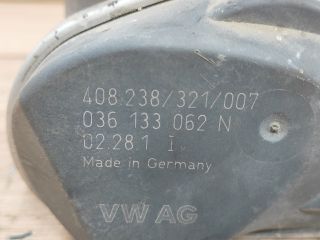 408 238/321/007
036 133 062 N
02.28.1 I
Made in Germany
VW AG